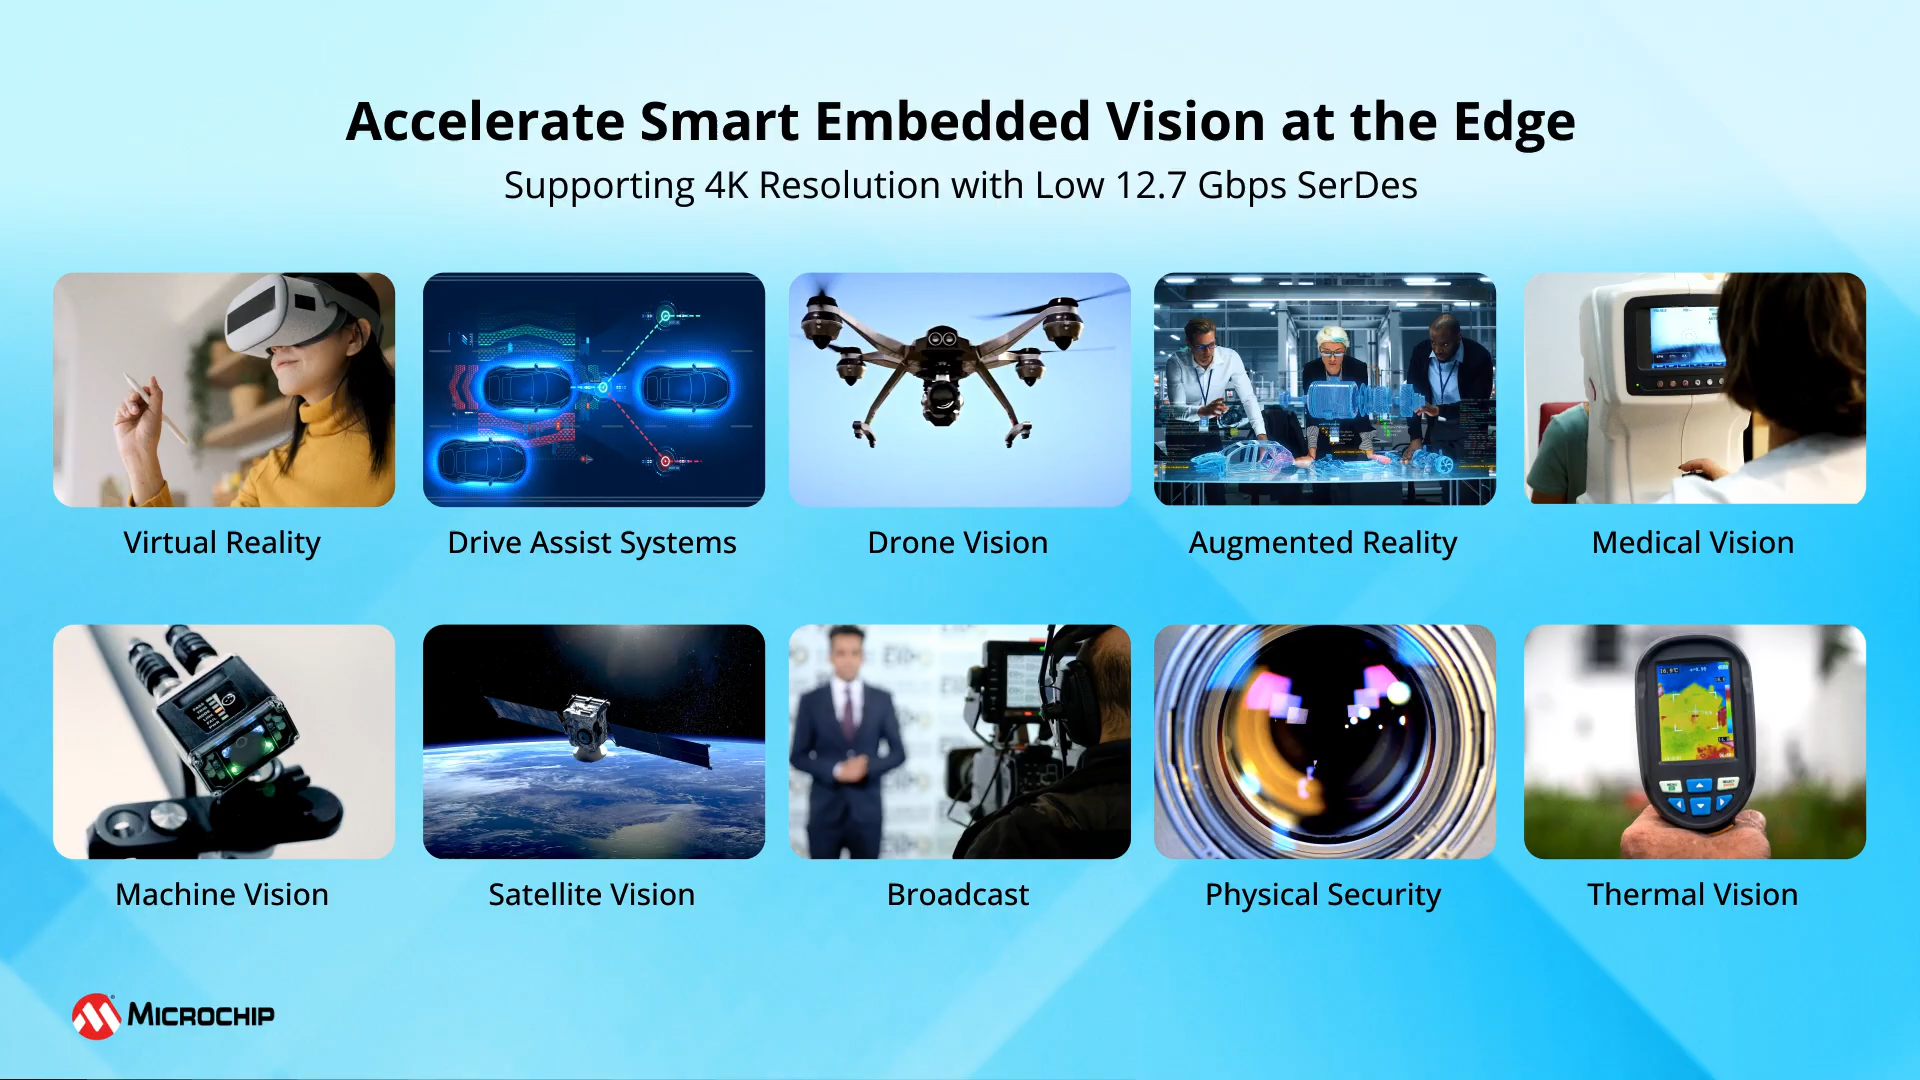 Accelerate Smart Embedded Vision at the Edge
Supporting 4K Resolution with Low 12.7 Gbps SerDes
Virtual Reality
Drive Assist Systems
Drone Vision
Augmented Reality
Medical Vision
Machine Vision
Satellite Vision
Broadcast
Physical Security
Thermal Vision
MICROCHIP